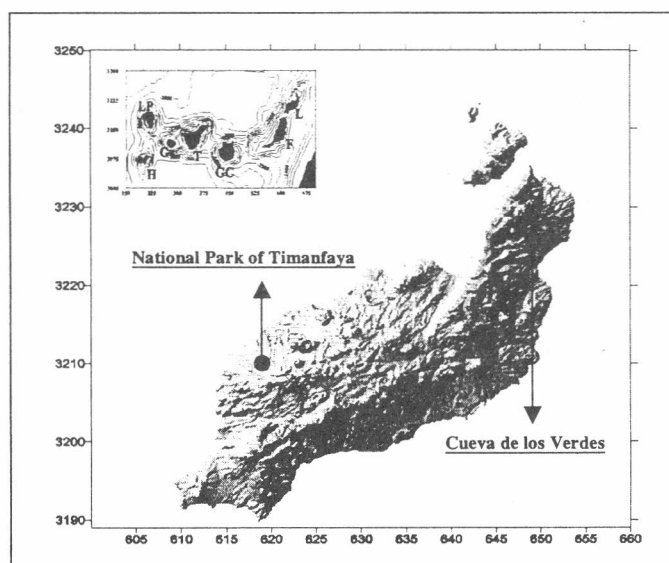 3250
3240
3230
3220
3210
3200
3190
605 610 615 620 625 630 635 640 645 650 655 660
LP
L
G
T
F
H
GC
National Park of Timanfaya
Cueva de los Verdes